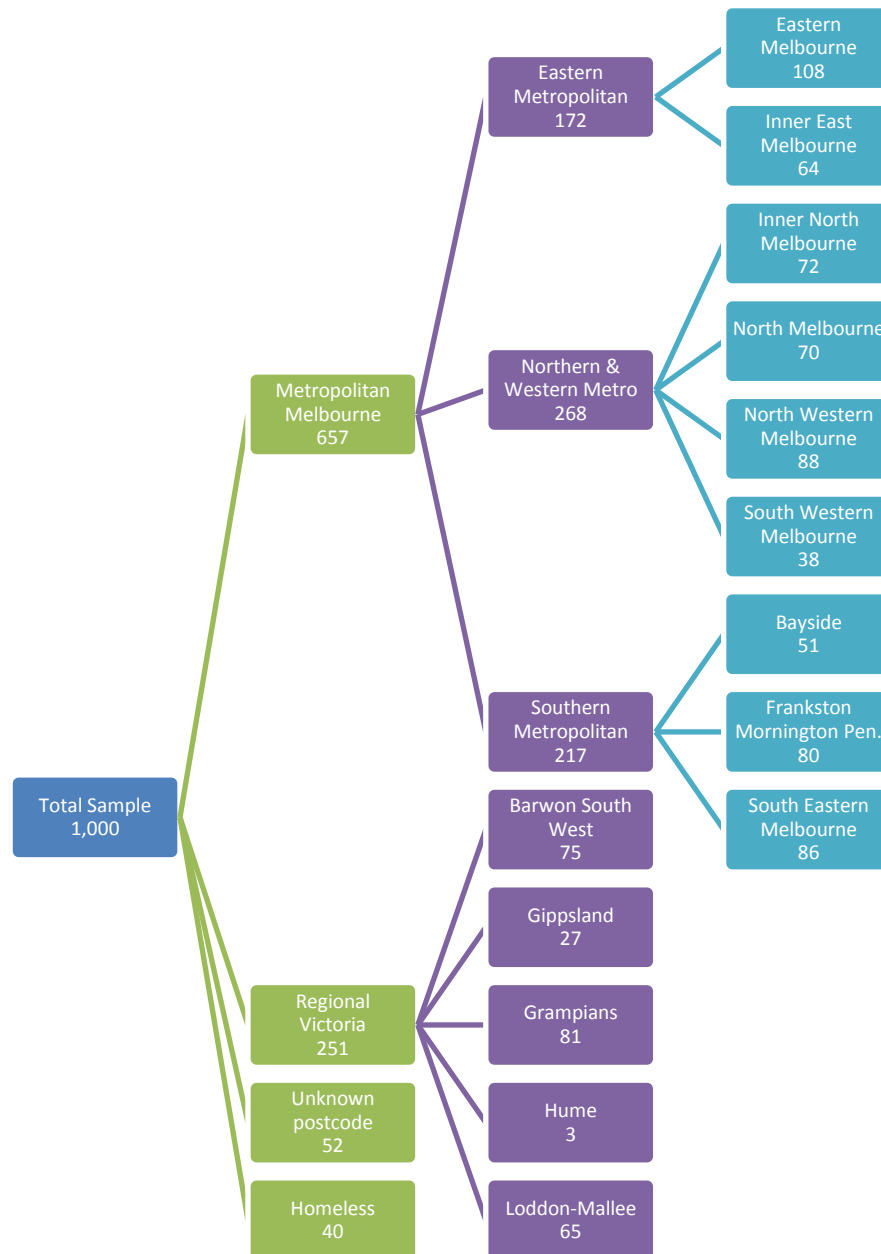 Total Sample
1,000
Metropolitan
Melbourne
657
Regional
Victoria
251
Unknown
postcode
52
Homeless
40
Eastern
Metropolitan
172
Northern &
Western Metro
268
Southern
Metropolitan
217
Barwon South
West
75
Gippsland
27
Grampians
81
Hume
3
Loddon-Mallee
65
Eastern
Melbourne
108
Inner East
Melbourne
64
Inner North
Melbourne
72
North Melbourne
70
North Western
Melbourne
88
South Western
Melbourne
38
Bayside
51
Frankston
Mornington Pen.
80
South Eastern
Melbourne
86